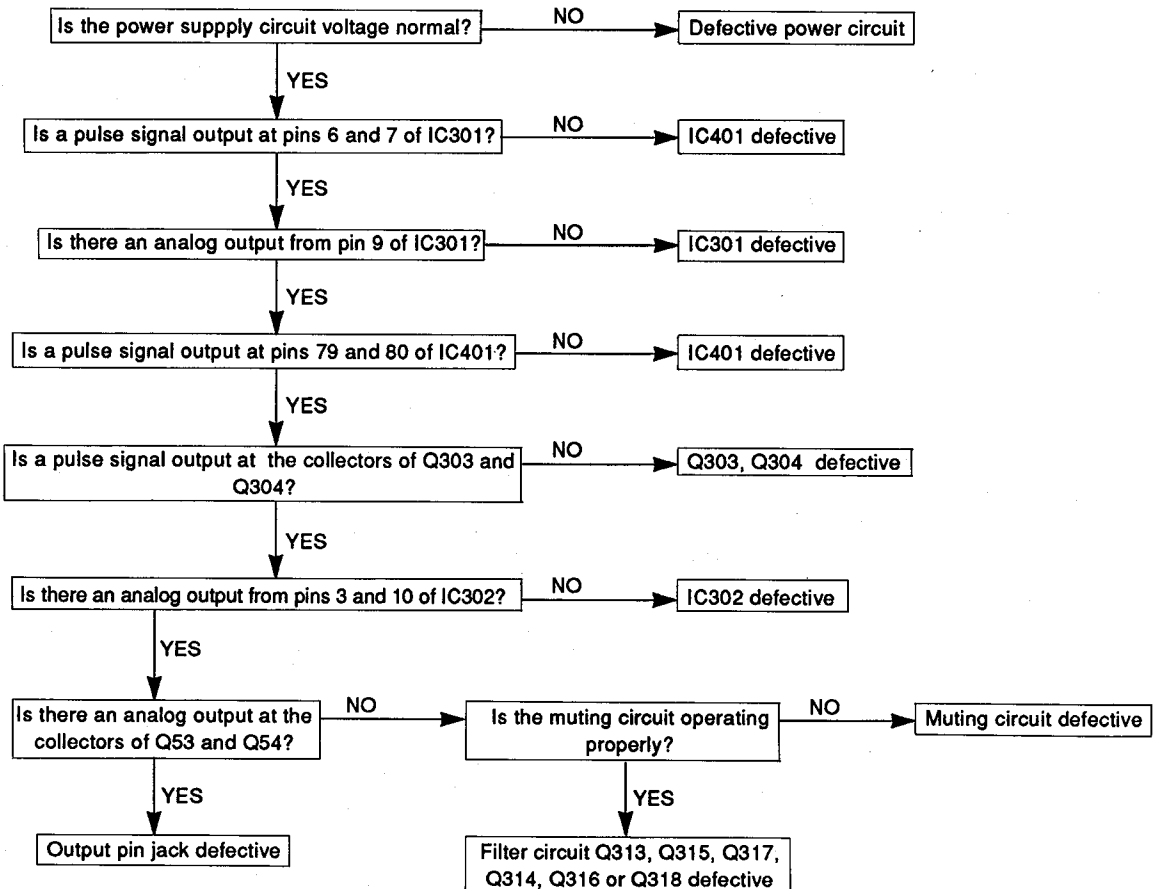 Is the power suppply circuit voltage normal?
NO
Defective power circuit
YES
Is a pulse signal output at pins 6 and 7 of IC301?
NO
IC401 defective
YES
Is there an analog output from pin 9 of IC301?
NO
IC301 defective
YES
Is a pulse signal output at pins 79 and 80 of IC401?
NO
IC401 defective
YES
Is a pulse signal output at the collectors of Q303 and
Q304?
NO
Q303, Q304 defective
YES
Is there an analog output from pins 3 and 10 of IC302?
NO
IC302 defective
YES
Is there an analog output at the
collectors of Q53 and Q54?
NO
Is the muting circuit operating
properly?
NO
Muting circuit defective
YES
Output pin jack defective
YES
Filter circuit Q313, Q315, Q317,
Q314, Q316 or Q318 defective